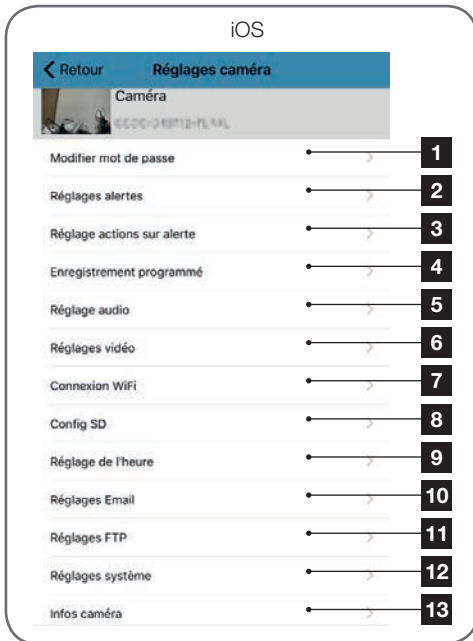 iOS
Retour Réglages caméra
Caméra
Modifier mot de passe 1
Réglages alertes 2
Réglage actions sur alerte 3
Enregistrement programmé 4
Réglage audio 5
Réglages vidéo 6
Connexion WiFi 7
Config SD 8
Réglage de l'heure 9
Réglages Email 10
Réglages FTP 11
Réglages système 12
Infos caméra 13